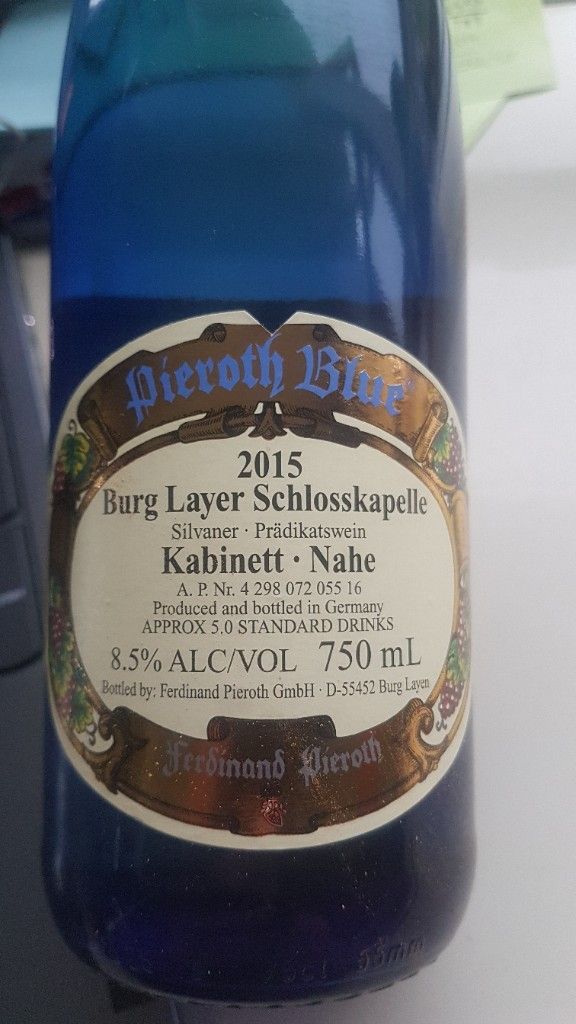 Pieroth Blue
2015
Burg Layer Schlosskapelle
Silvaner · Prädikatswein
Kabinett · Nahe
A. P. Nr. 4 298 072 055 16
Produced and bottled in Germany
APPROX 5.0 STANDARD DRINKS
8.5% ALC/VOL 750 mL
Bottled by: Ferdinand Pieroth GmbH · D-55452 Burg Layen
Ferdinand Pieroth